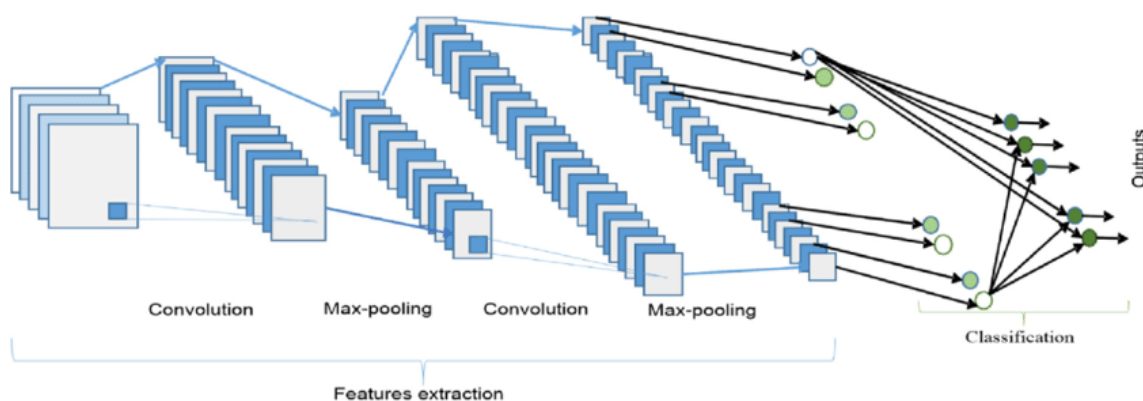 Convolution
Max-pooling
Convolution
Max-pooling
Features extraction
Classification
Outputs